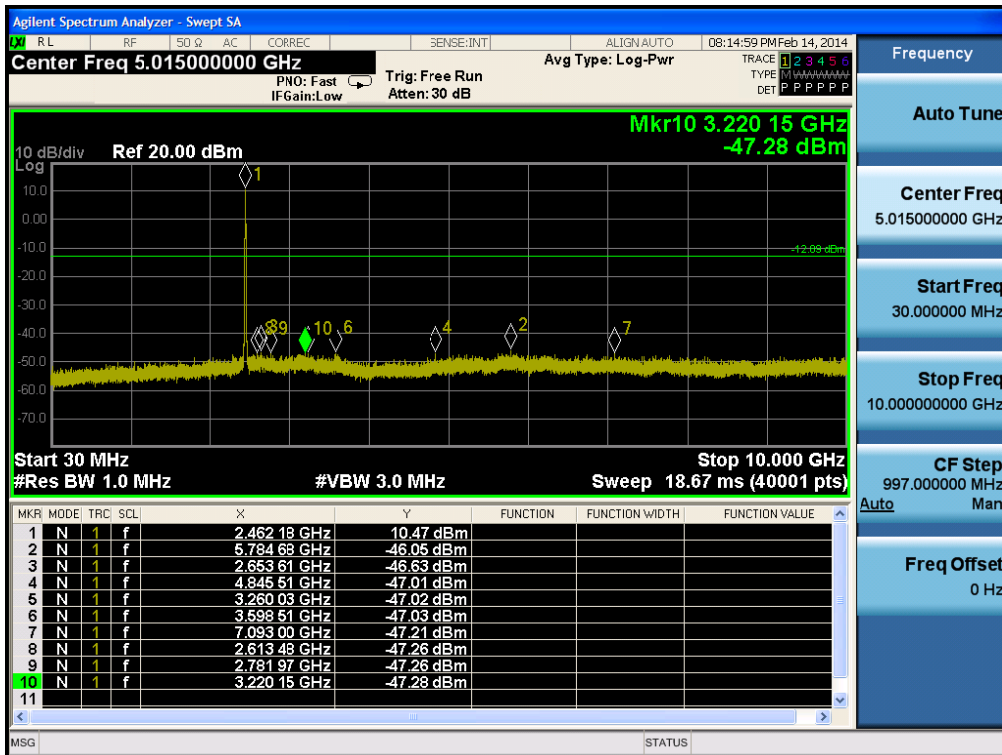 Agilent Spectrum Analyzer - Swept SA
LXI RL RF 50 Ω AC CORREC SENSE:INT ALIGN AUTO 08:14:59 PM Feb 14, 2014
Center Freq 5.015000000 GHz
Avg Type: Log-Pwr
TRACE 1 2 3 4 5 6
PNO: Fast
Trig: Free Run
TYPE
IFGain:Low
Atten: 30 dB
DET P P P P P P
Mkr10 3.220 15 GHz
-47.28 dBm
10 dB/div Ref 20.00 dBm
Log
10.0
0.00
-10.0
-20.0
-30.0
-40.0
-50.0
-60.0
-70.0
1
-12.09 dBm
8 9 10 6 4 2 7
Start 30 MHz
Stop 10.000 GHz
#Res BW 1.0 MHz #VBW 3.0 MHz Sweep 18.67 ms (40001 pts)
MKR MODE TRC SCL X Y FUNCTION FUNCTION WIDTH FUNCTION VALUE
1 N 1 f 2.462 18 GHz 10.47 dBm
2 N 1 f 5.784 68 GHz -46.05 dBm
3 N 1 f 2.653 61 GHz -46.63 dBm
4 N 1 f 4.845 51 GHz -47.01 dBm
5 N 1 f 3.260 03 GHz -47.02 dBm
6 N 1 f 3.598 51 GHz -47.03 dBm
7 N 1 f 7.093 00 GHz -47.21 dBm
8 N 1 f 2.613 48 GHz -47.26 dBm
9 N 1 f 2.781 97 GHz -47.26 dBm
10 N 1 f 3.220 15 GHz -47.28 dBm
11
MSG STATUS
Frequency
Auto Tune
Center Freq
5.015000000 GHz
Start Freq
30.000000 MHz
Stop Freq
10.000000000 GHz
CF Step
997.000000 MHz
Auto Man
Freq Offset
0 Hz